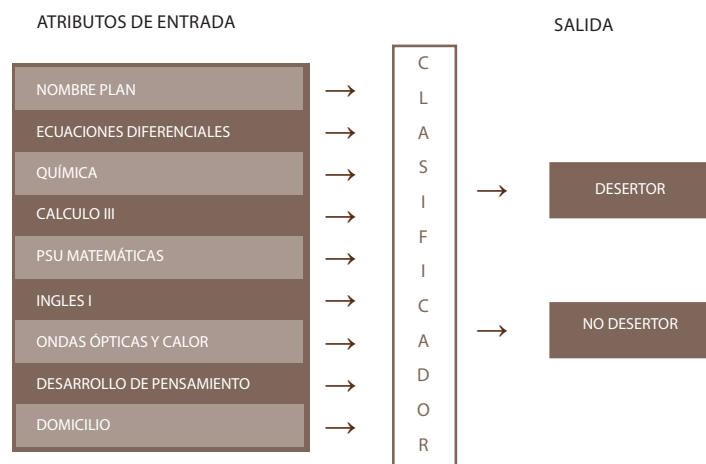 ATRIBUTOS DE ENTRADA
SALIDA
NOMBRE PLAN
ECUACIONES DIFERENCIALES
QUÍMICA
CALCULO III
PSU MATEMÁTICAS
INGLES I
ONDAS ÓPTICAS Y CALOR
DESARROLLO DE PENSAMIENTO
DOMICILIO
C
L
A
S
I
F
I
C
A
D
O
R
DESERTOR
NO DESERTOR